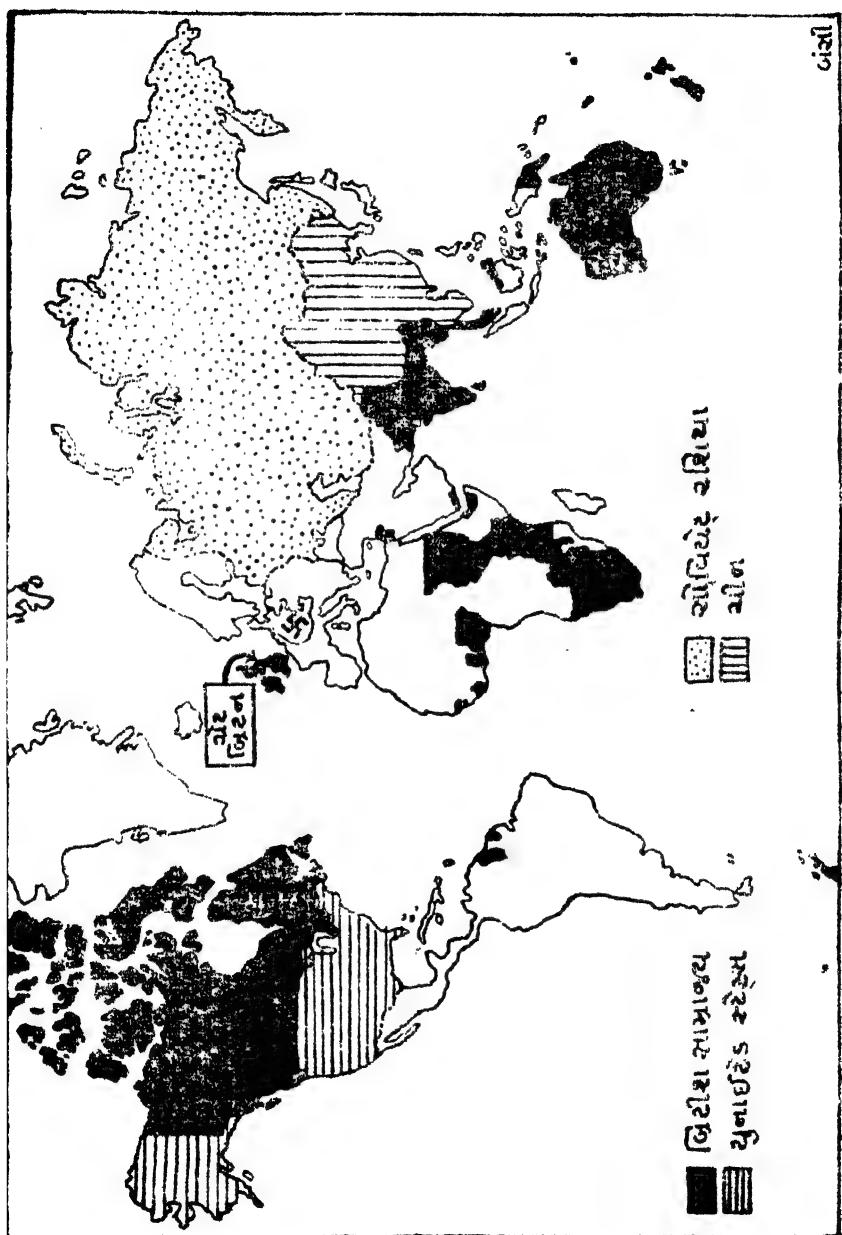 ગ્રેટ
બ્રિટન
બ્રિટીશ સામ્રાજ્ય
યુનાઈટેડ સ્ટેટ્સ
સોવિયેટ રશિયા
ચીન
બંસી